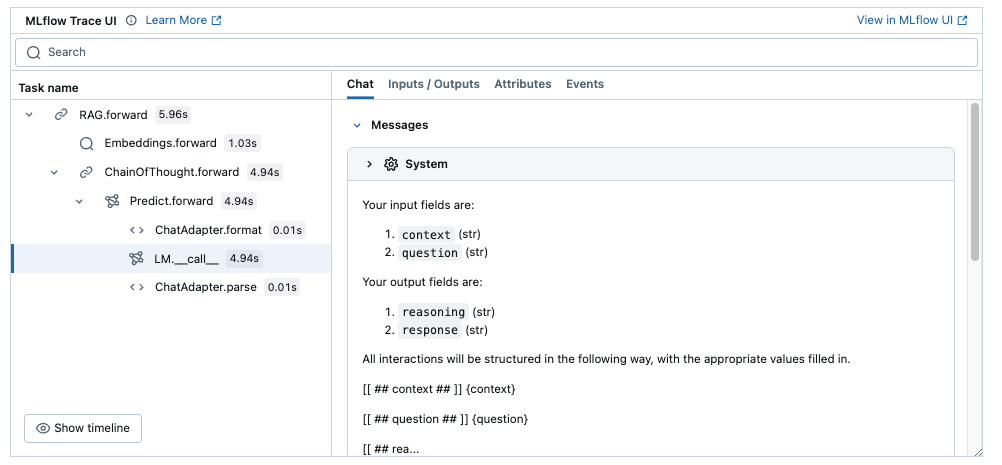 MLflow Trace UI Learn More View in MLflow UI
Search
Task name
RAG.forward 5.96s
Embeddings.forward 1.03s
ChainOfThought.forward 4.94s
Predict.forward 4.94s
ChatAdapter.format 0.01s
LM.__call__ 4.94s
ChatAdapter.parse 0.01s
Show timeline
Chat Inputs / Outputs Attributes Events
Messages
System
Your input fields are:
1. context (str)
2. question (str)
Your output fields are:
1. reasoning (str)
2. response (str)
All interactions will be structured in the following way, with the appropriate values filled in.
[[ ## context ## ]] {context}
[[ ## question ## ]] {question}
[[ ## rea...